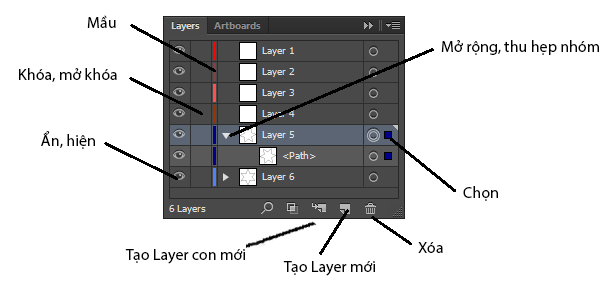 Mầu
Layers
Artboards
Layer 1
Layer 2
Mở rộng, thu hẹp nhóm
Khóa, mở khóa
Layer 3
Layer 4
Ẩn, hiện
Layer 5
<Path>
Layer 6
Chọn
6 Layers
Tạo Layer con mới
Tạo Layer mới
Xóa